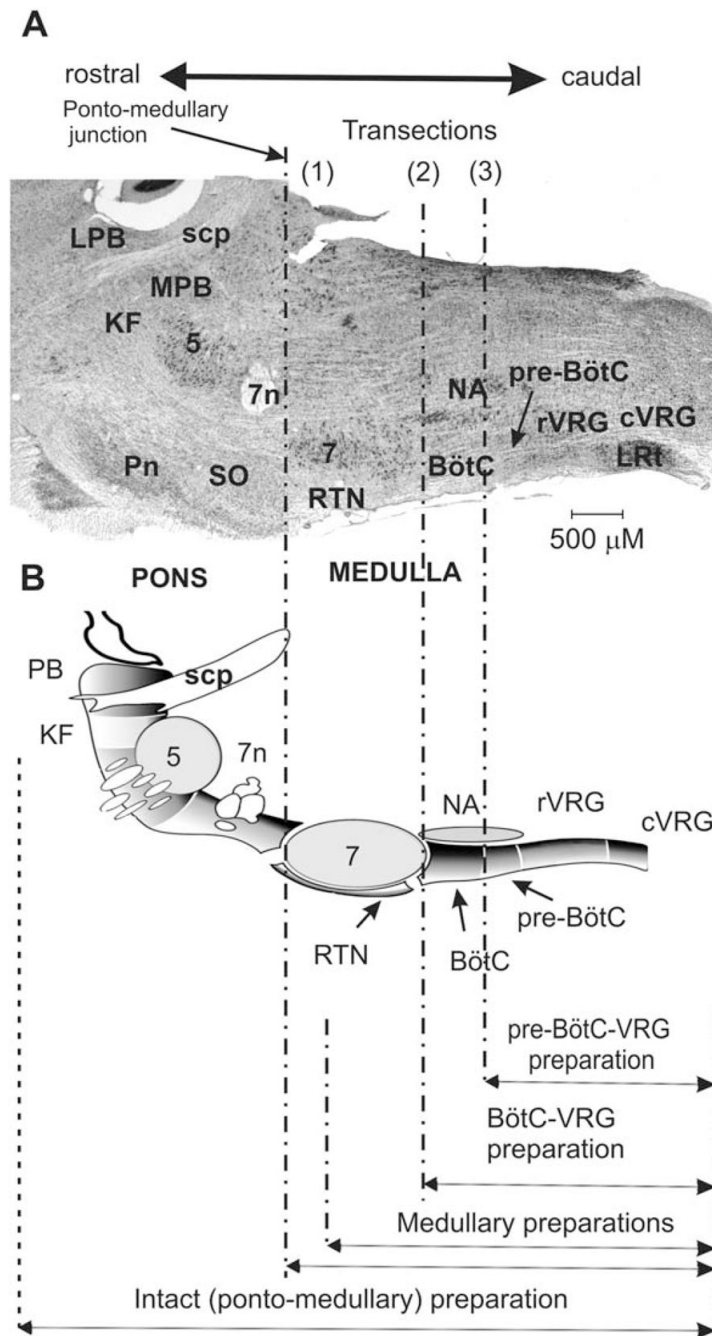 A
rostral
caudal
Ponto-medullary
junction
Transections
(1)
(2)
(3)
LPB
scp
MPB
KF
5
7n
NA
pre-BötC
rVRG
cVRG
7
BötC
LRt
Pn
SO
RTN
500 μM
B
PONS
MEDULLA
PB
scp
KF
5
7n
NA
rVRG
cVRG
7
pre-BötC
RTN
BötC
pre-BötC-VRG
preparation
BötC-VRG
preparation
Medullary preparations
Intact (ponto-medullary) preparation